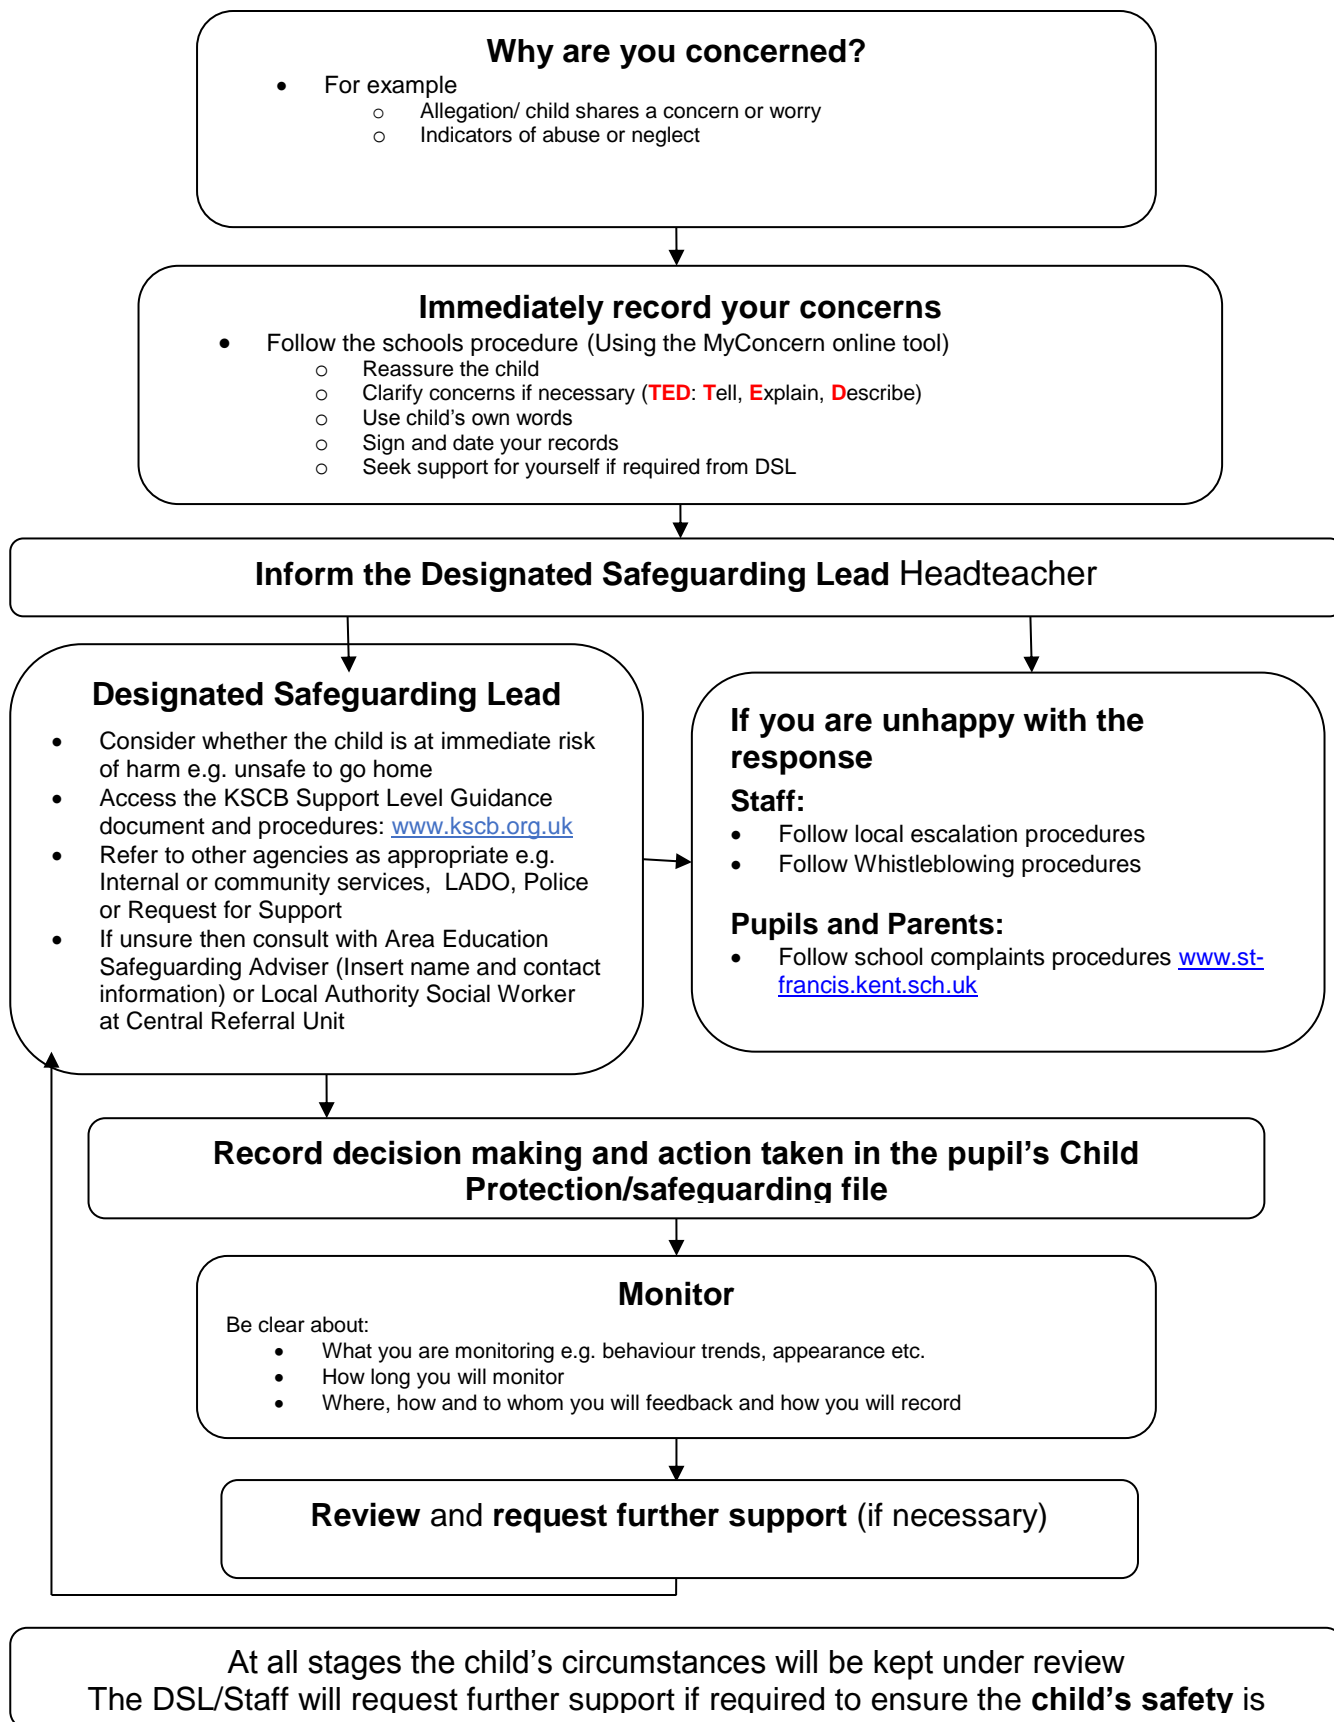 Why are you concerned?
• For example
o Allegation/ child shares a concern or worry
o Indicators of abuse or neglect
Immediately record your concerns
• Follow the schools procedure (Using the MyConcern online tool)
o Reassure the child
o Clarify concerns if necessary (TED: Tell, Explain, Describe)
o Use child’s own words
o Sign and date your records
o Seek support for yourself if required from DSL
Inform the Designated Safeguarding Lead Headteacher
Designated Safeguarding Lead
• Consider whether the child is at immediate risk
of harm e.g. unsafe to go home
• Access the KSCB Support Level Guidance
document and procedures: www.kscb.org.uk
• Refer to other agencies as appropriate e.g.
Internal or community services, LADO, Police
or Request for Support
• If unsure then consult with Area Education
Safeguarding Adviser (Insert name and contact
information) or Local Authority Social Worker
at Central Referral Unit
If you are unhappy with the
response
Staff:
• Follow local escalation procedures
• Follow Whistleblowing procedures
Pupils and Parents:
• Follow school complaints procedures www.st-
francis.kent.sch.uk
Record decision making and action taken in the pupil’s Child
Protection/safeguarding file
Monitor
Be clear about:
• What you are monitoring e.g. behaviour trends, appearance etc.
• How long you will monitor
• Where, how and to whom you will feedback and how you will record
Review and request further support (if necessary)
At all stages the child’s circumstances will be kept under review
The DSL/Staff will request further support if required to ensure the child’s safety is